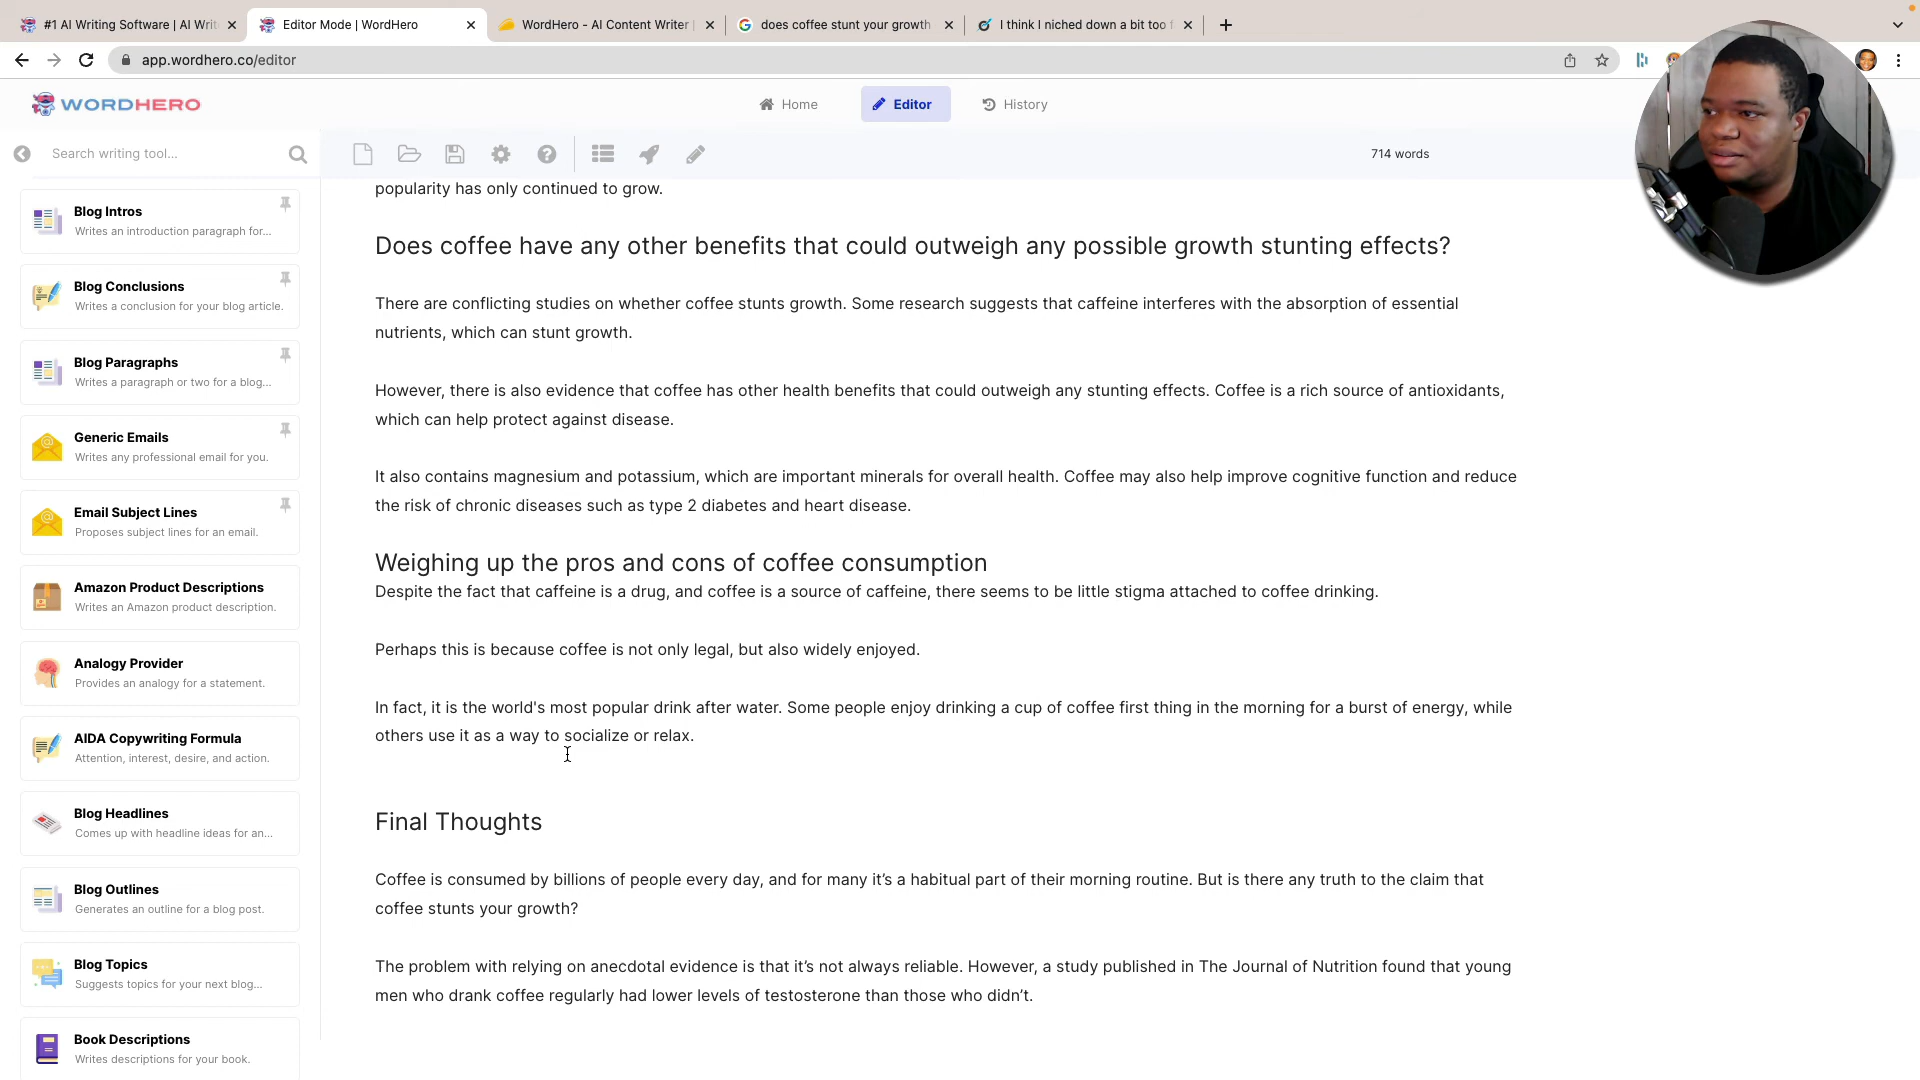 #1 AI Writing Software | AI Writ
Editor Mode | WordHero
WordHero - AI Content Writer |
does coffee stunt your growth
I think I niched down a bit too f
app.wordhero.co/editor
WORDHERO
Home
Editor
History
Search writing tool...
714 words
Blog Intros
Writes an introduction paragraph for...
Blog Conclusions
Writes a conclusion for your blog article.
Blog Paragraphs
Writes a paragraph or two for a blog...
Generic Emails
Writes any professional email for you.
Email Subject Lines
Proposes subject lines for an email.
Amazon Product Descriptions
Writes an Amazon product description.
Analogy Provider
Provides an analogy for a statement.
AIDA Copywriting Formula
Attention, interest, desire, and action.
Blog Headlines
Comes up with headline ideas for an...
Blog Outlines
Generates an outline for a blog post.
Blog Topics
Suggests topics for your next blog...
Book Descriptions
Writes descriptions for your book.
popularity has only continued to grow.
Does coffee have any other benefits that could outweigh any possible growth stunting effects?
There are conflicting studies on whether coffee stunts growth. Some research suggests that caffeine interferes with the absorption of essential
nutrients, which can stunt growth.
However, there is also evidence that coffee has other health benefits that could outweigh any stunting effects. Coffee is a rich source of antioxidants,
which can help protect against disease.
It also contains magnesium and potassium, which are important minerals for overall health. Coffee may also help improve cognitive function and reduce
the risk of chronic diseases such as type 2 diabetes and heart disease.
Weighing up the pros and cons of coffee consumption
Despite the fact that caffeine is a drug, and coffee is a source of caffeine, there seems to be little stigma attached to coffee drinking.
Perhaps this is because coffee is not only legal, but also widely enjoyed.
In fact, it is the world's most popular drink after water. Some people enjoy drinking a cup of coffee first thing in the morning for a burst of energy, while
others use it as a way to socialize or relax.
Final Thoughts
Coffee is consumed by billions of people every day, and for many it's a habitual part of their morning routine. But is there any truth to the claim that
coffee stunts your growth?
The problem with relying on anecdotal evidence is that it's not always reliable. However, a study published in The Journal of Nutrition found that young
men who drank coffee regularly had lower levels of testosterone than those who didn't.